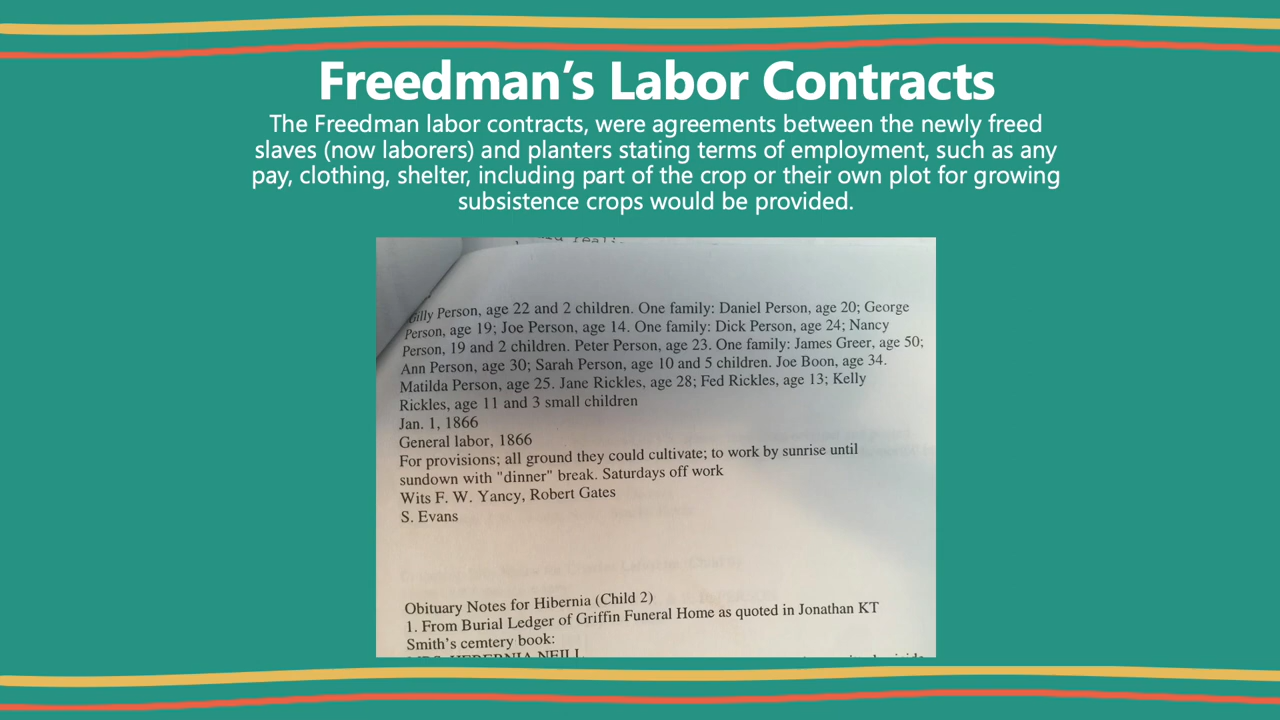 Freedman’s Labor Contracts
The Freedman labor contracts, were agreements between the newly freed
slaves (now laborers) and planters stating terms of employment, such as any
pay, clothing, shelter, including part of the crop or their own plot for growing
subsistence crops would be provided.
Person, age 22 and 2 children. One family: Daniel Person, age 20; George
Person, age 19; Joe Person, age 14. One family: Dick Person, age 24; Nancy
Person, 19 and 2 children. Peter Person, age 23. One family: James Greer, age 50;
Ann Person, age 30; Sarah Person, age 10 and 5 children. Joe Boon, age 34.
Matilda Person, age 25. Jane Rickles, age 28; Fed Rickles, age 13; Kelly
Rickles, age 11 and 3 small children
Jan. 1, 1866
General labor, 1866
For provisions; all ground they could cultivate; to work by sunrise until
sundown with "dinner" break. Saturdays off work
Wits F. W. Yancy, Robert Gates
S. Evans
Obituary Notes for Hibernia (Child 2)
1. From Burial Ledger of Griffin Funeral Home as quoted in Jonathan KT
Smith’s cemtery book: